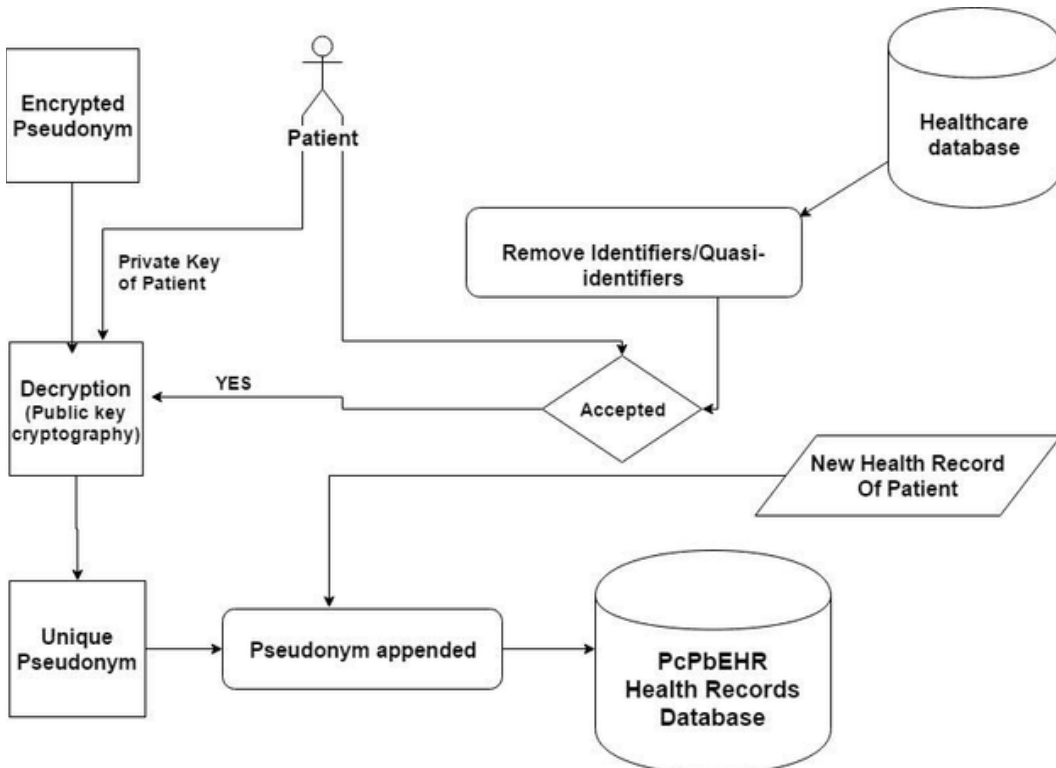 Encrypted
Pseudonym
Patient
Healthcare
database
Remove Identifiers/Quasi-
identifiers
Private Key
of Patient
Decryption
(Public key
cryptography)
YES
Accepted
New Health Record
Of Patient
Unique
Pseudonym
Pseudonym appended
PcPbEHR
Health Records
Database